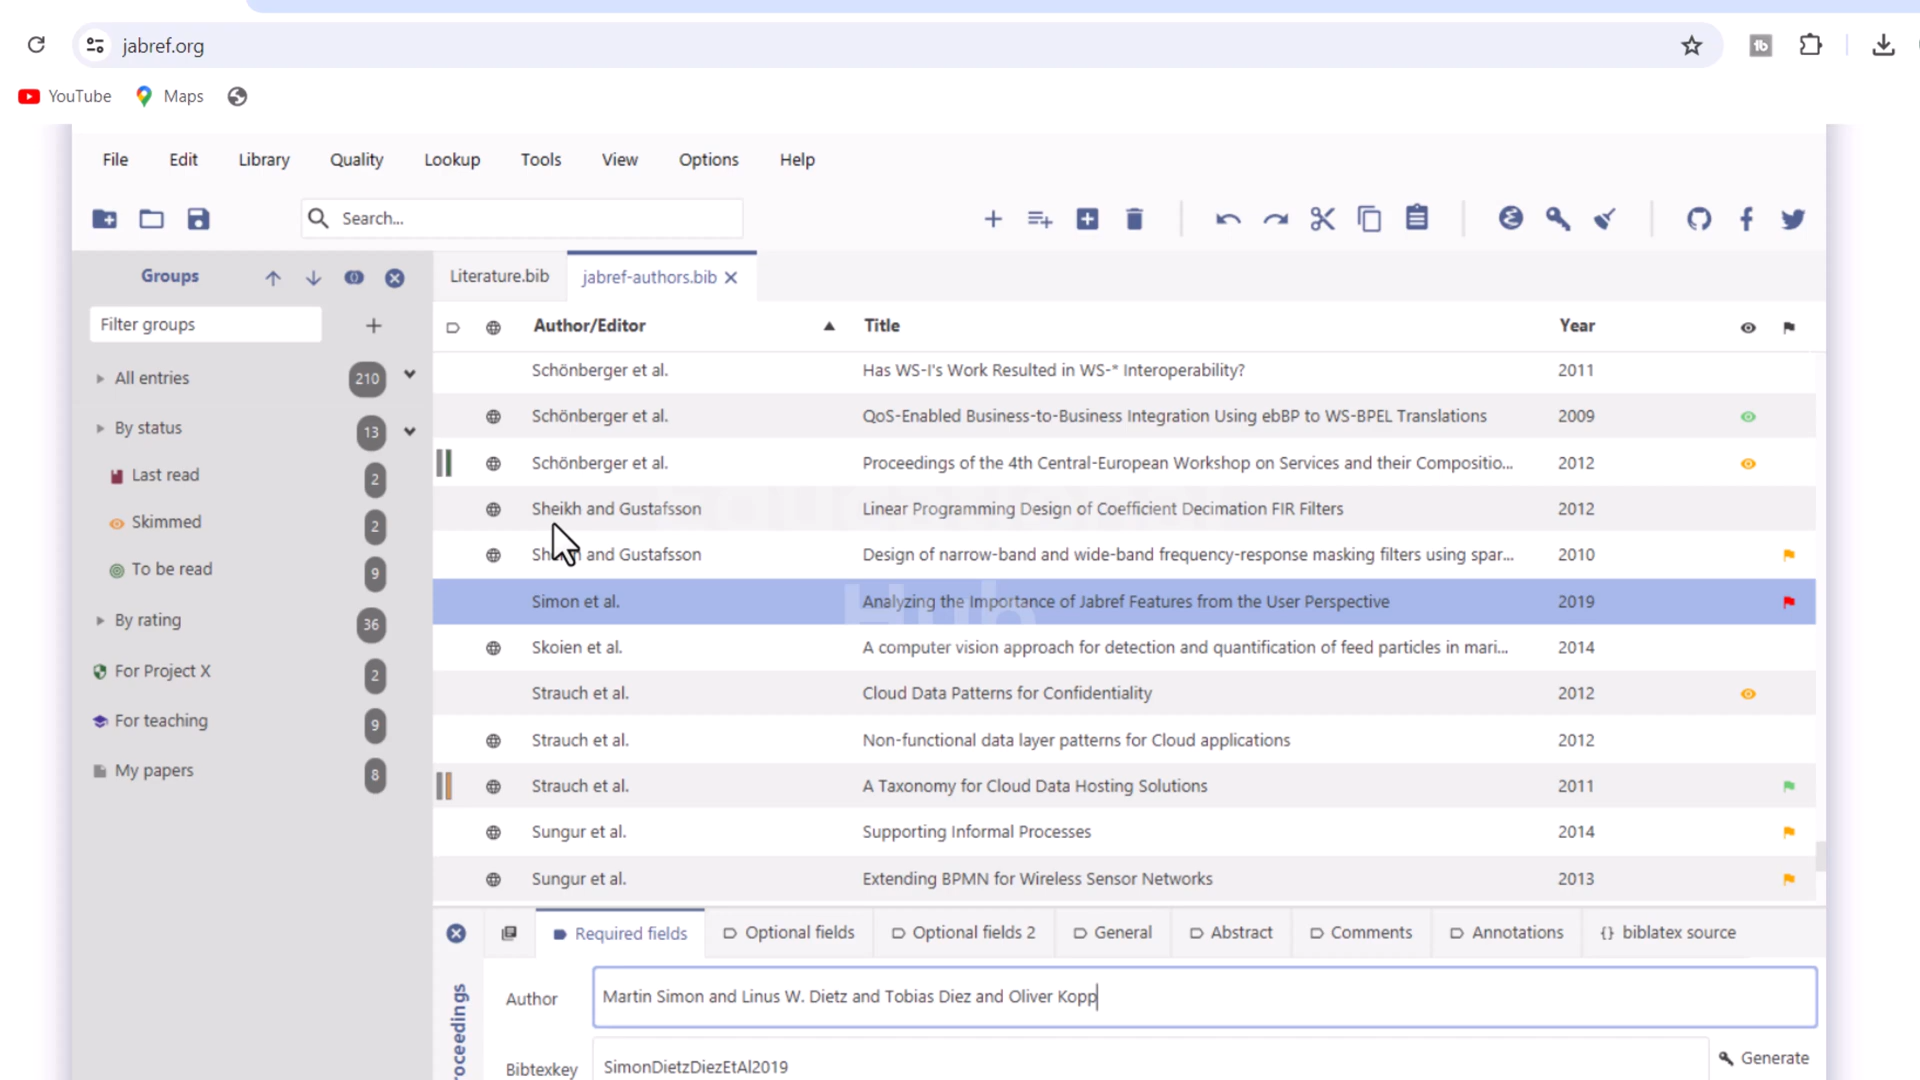 jabref.org
YouTube Maps
File Edit Library Quality Lookup Tools View Options Help
Search...
Groups
Literature.bib jabref-authors.bib
Filter groups
Author/Editor Title Year
All entries 210
By status 13
Last read 2
Skimmed 2
To be read 9
By rating 36
For Project X 2
For teaching 9
My papers 8
Schönberger et al. Has WS-I's Work Resulted in WS-* Interoperability? 2011
Schönberger et al. QoS-Enabled Business-to-Business Integration Using ebBP to WS-BPEL Translations 2009
Schönberger et al. Proceedings of the 4th Central-European Workshop on Services and their Compositio... 2012
Sheikh and Gustafsson Linear Programming Design of Coefficient Decimation FIR Filters 2012
and Gustafsson Design of narrow-band and wide-band frequency-response masking filters using spar... 2010
Simon et al. Analyzing the Importance of Jabref Features from the User Perspective 2019
Hub
Skoien et al. A computer vision approach for detection and quantification of feed particles in mari... 2014
Strauch et al. Cloud Data Patterns for Confidentiality 2012
Strauch et al. Non-functional data layer patterns for Cloud applications 2012
Strauch et al. A Taxonomy for Cloud Data Hosting Solutions 2011
Sungur et al. Supporting Informal Processes 2014
Sungur et al. Extending BPMN for Wireless Sensor Networks 2013
Required fields Optional fields Optional fields 2 General Abstract Comments Annotations {} biblatex source
roceedings
Author Martin Simon and Linus W. Dietz and Tobias Diez and Oliver Kopp
Bibtexkey SimonDietzDiezEtAl2019 Generate